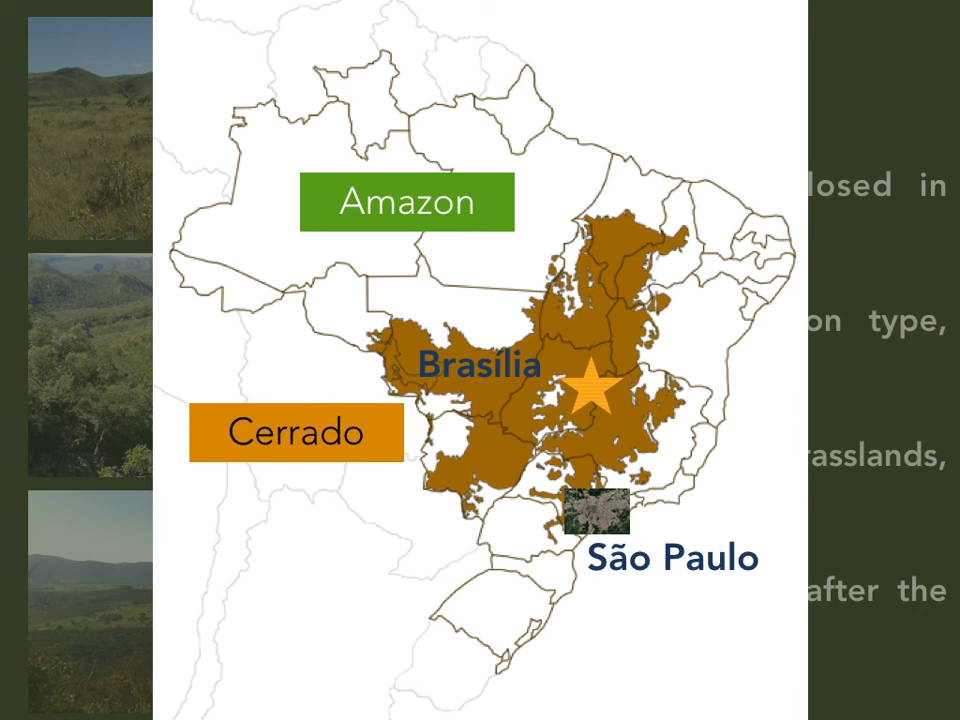 losed in
Amazon
on type,
Brasília
Cerrado
rasslands,
São Paulo
after the